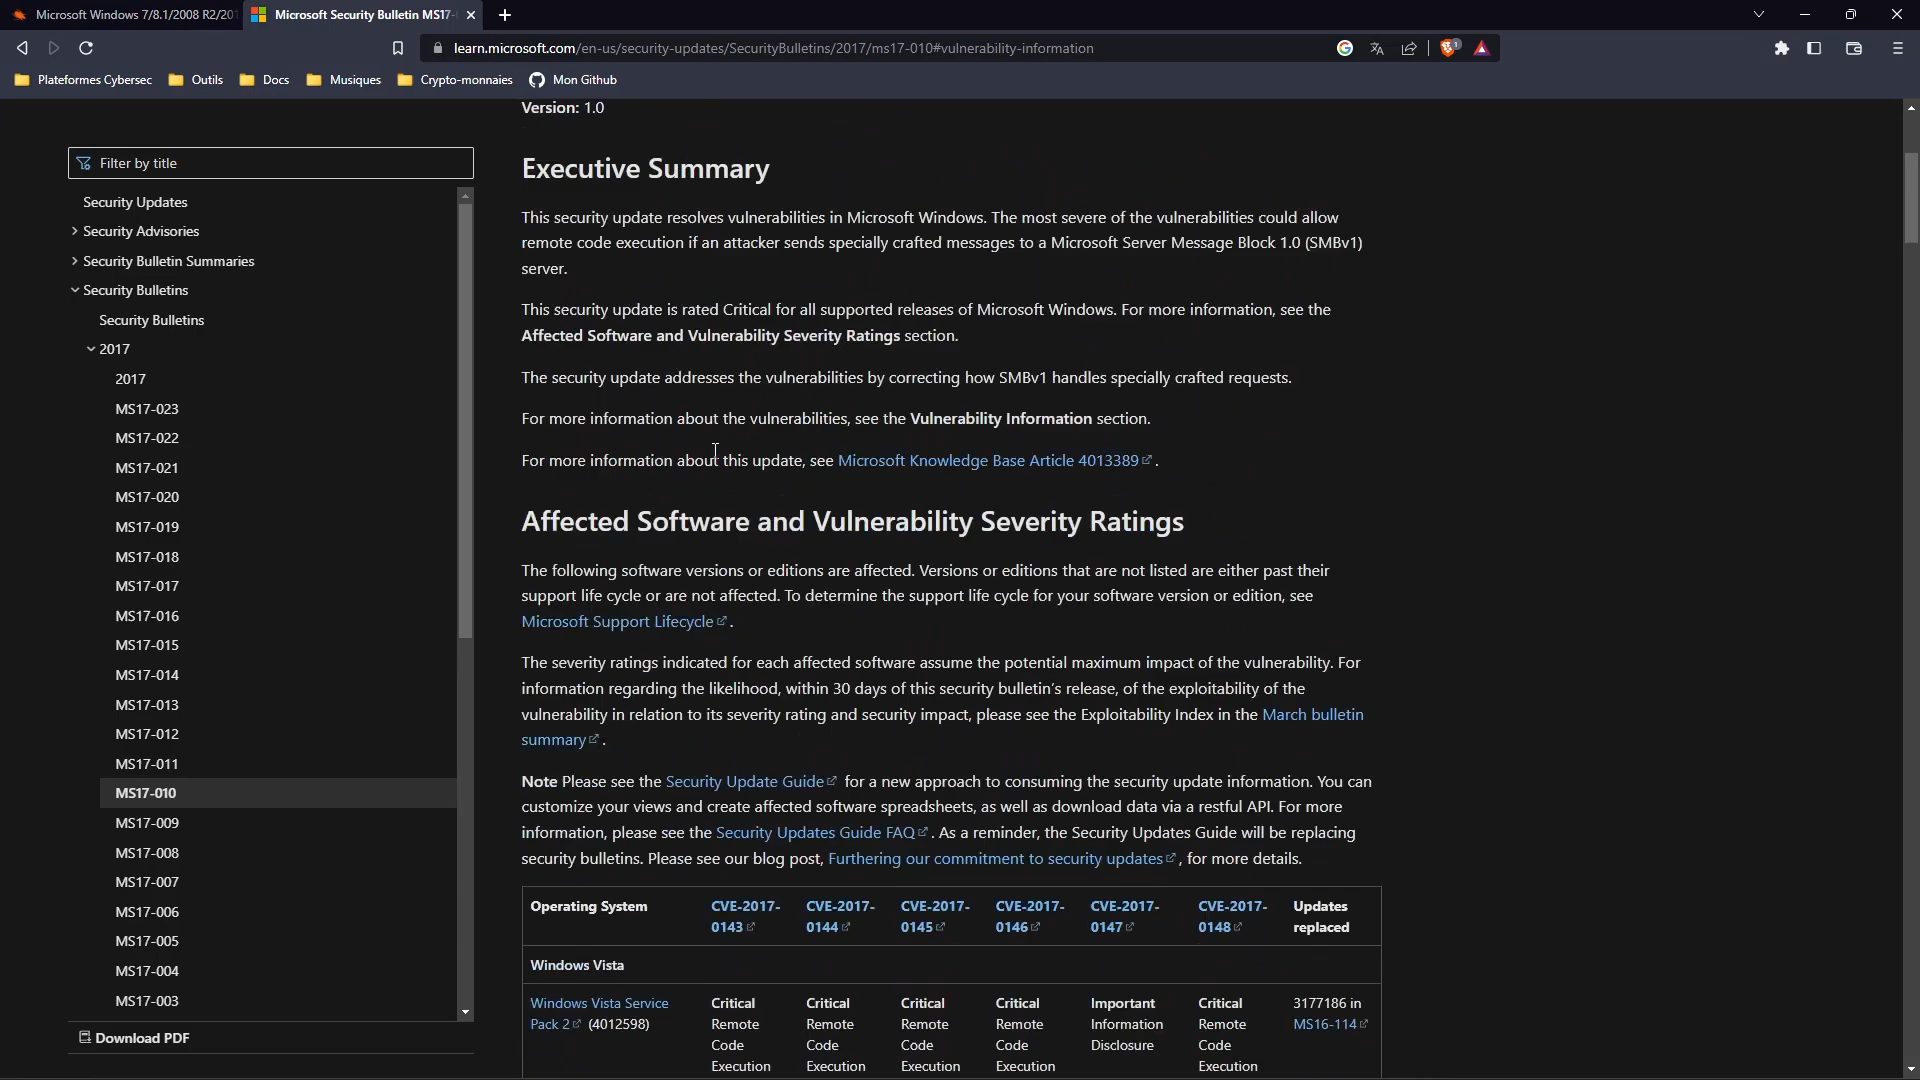 Microsoft Windows 7/8.1/2008 R2/201
Microsoft Security Bulletin MS17-
learn.microsoft.com/en-us/security-updates/SecurityBulletins/2017/ms17-010#vulnerability-information
Plateformes Cybersec
Outils
Docs
Musiques
Crypto-monnaies
Mon Github
Filter by title
Security Updates
Security Advisories
Security Bulletin Summaries
Security Bulletins
Security Bulletins
2017
2017
MS17-023
MS17-022
MS17-021
MS17-020
MS17-019
MS17-018
MS17-017
MS17-016
MS17-015
MS17-014
MS17-013
MS17-012
MS17-011
MS17-010
MS17-009
MS17-008
MS17-007
MS17-006
MS17-005
MS17-004
MS17-003
Download PDF
Version: 1.0
Executive Summary
This security update resolves vulnerabilities in Microsoft Windows. The most severe of the vulnerabilities could allow
remote code execution if an attacker sends specially crafted messages to a Microsoft Server Message Block 1.0 (SMBv1)
server.
This security update is rated Critical for all supported releases of Microsoft Windows. For more information, see the
Affected Software and Vulnerability Severity Ratings section.
The security update addresses the vulnerabilities by correcting how SMBv1 handles specially crafted requests.
For more information about the vulnerabilities, see the Vulnerability Information section.
For more information about this update, see Microsoft Knowledge Base Article 4013389.
Affected Software and Vulnerability Severity Ratings
The following software versions or editions are affected. Versions or editions that are not listed are either past their
support life cycle or are not affected. To determine the support life cycle for your software version or edition, see
Microsoft Support Lifecycle.
The severity ratings indicated for each affected software assume the potential maximum impact of the vulnerability. For
information regarding the likelihood, within 30 days of this security bulletin's release, of the exploitability of the
vulnerability in relation to its severity rating and security impact, please see the Exploitability Index in the March bulletin
summary.
Note Please see the Security Update Guide for a new approach to consuming the security update information. You can
customize your views and create affected software spreadsheets, as well as download data via a restful API. For more
information, please see the Security Updates Guide FAQ. As a reminder, the Security Updates Guide will be replacing
security bulletins. Please see our blog post, Furthering our commitment to security updates, for more details.
Operating System CVE-2017- CVE-2017- CVE-2017- CVE-2017- CVE-2017- CVE-2017- Updates
0143 0144 0145 0146 0147 0148 replaced
Windows Vista
Windows Vista Service Critical Critical Critical Critical Important Critical 3177186 in
Pack 2 (4012598) Remote Remote Remote Remote Information Remote MS16-114
Code Code Code Code Disclosure Code
Execution Execution Execution Execution Execution